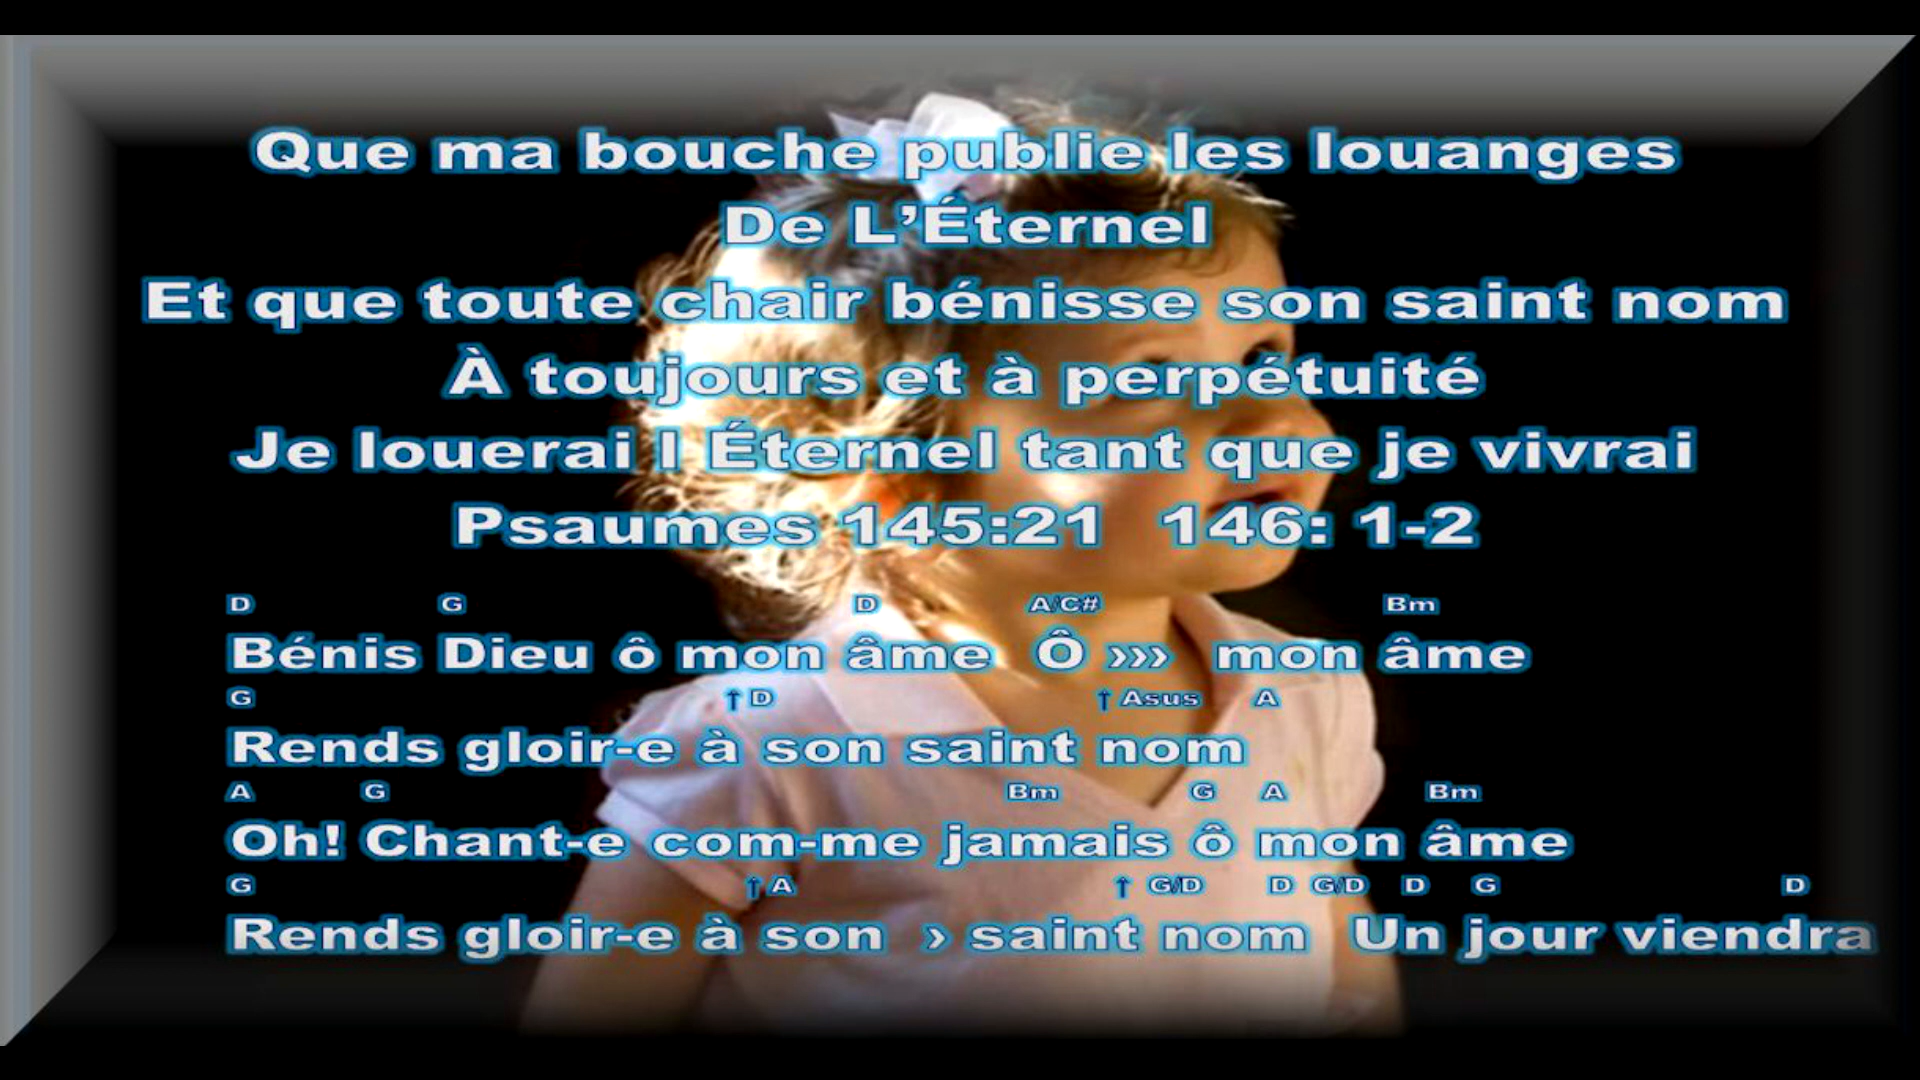 Que ma bouche publie les louanges
De L’Éternel
Et que toute chair bénisse son saint nom
À toujours et à perpétuité
Je louerai l Éternel tant que je vivrai
Psaumes 145:21 146: 1-2
D G D A/C# Bm
Bénis Dieu ô mon âme Ô ››› mon âme
G ↑ D ↑ Asus A
Rends gloir-e à son saint nom
A G Bm G A Bm
Oh! Chant-e com-me jamais ô mon âme
G ↑ A ↑ G/D D G/D D G D
Rends gloir-e à son › saint nom Un jour viendra